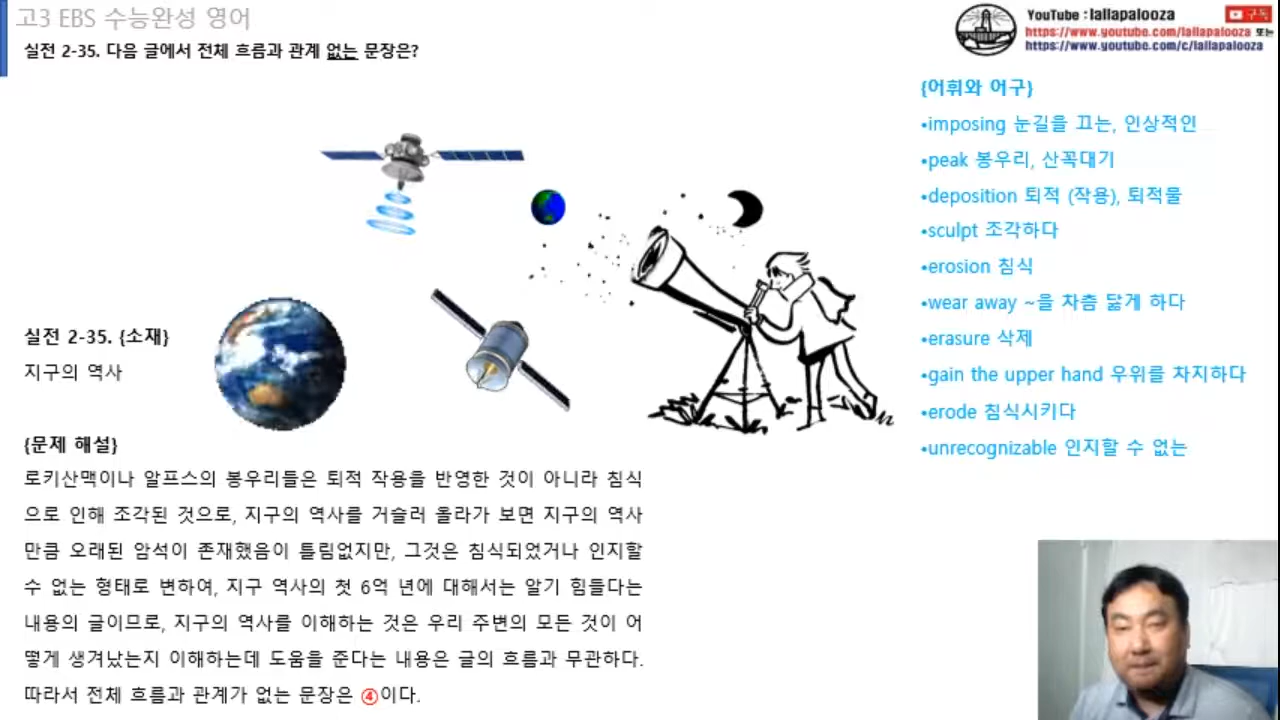 고3 EBS 수능완성 영어
실전 2-35. 다음 글에서 전체 흐름과 관계 없는 문장은?
YouTube : lallapalooza
구독
https://www.youtube.com/lallapalooza 또는
https://www.youtube.com/c/lallapalooza
{어휘와 어구}
•imposing 눈길을 끄는, 인상적인
•peak 봉우리, 산꼭대기
•deposition 퇴적 (작용), 퇴적물
•sculpt 조각하다
•erosion 침식
•wear away ~을 차츰 닳게 하다
•erasure 삭제
•gain the upper hand 우위를 차지하다
•erode 침식시키다
•unrecognizable 인지할 수 없는
실전 2-35. {소재}
지구의 역사
{문제 해설}
로키산맥이나 알프스의 봉우리들은 퇴적 작용을 반영한 것이 아니라 침식
으로 인해 조각된 것으로, 지구의 역사를 거슬러 올라가 보면 지구의 역사
만큼 오래된 암석이 존재했음이 틀림없지만, 그것은 침식되었거나 인지할
수 없는 형태로 변하여, 지구 역사의 첫 6억 년에 대해서는 알기 힘들다는
내용의 글이므로, 지구의 역사를 이해하는 것은 우리 주변의 모든 것이 어
떻게 생겨났는지 이해하는데 도움을 준다는 내용은 글의 흐름과 무관하다.
따라서 전체 흐름과 관계가 없는 문장은 ④이다.